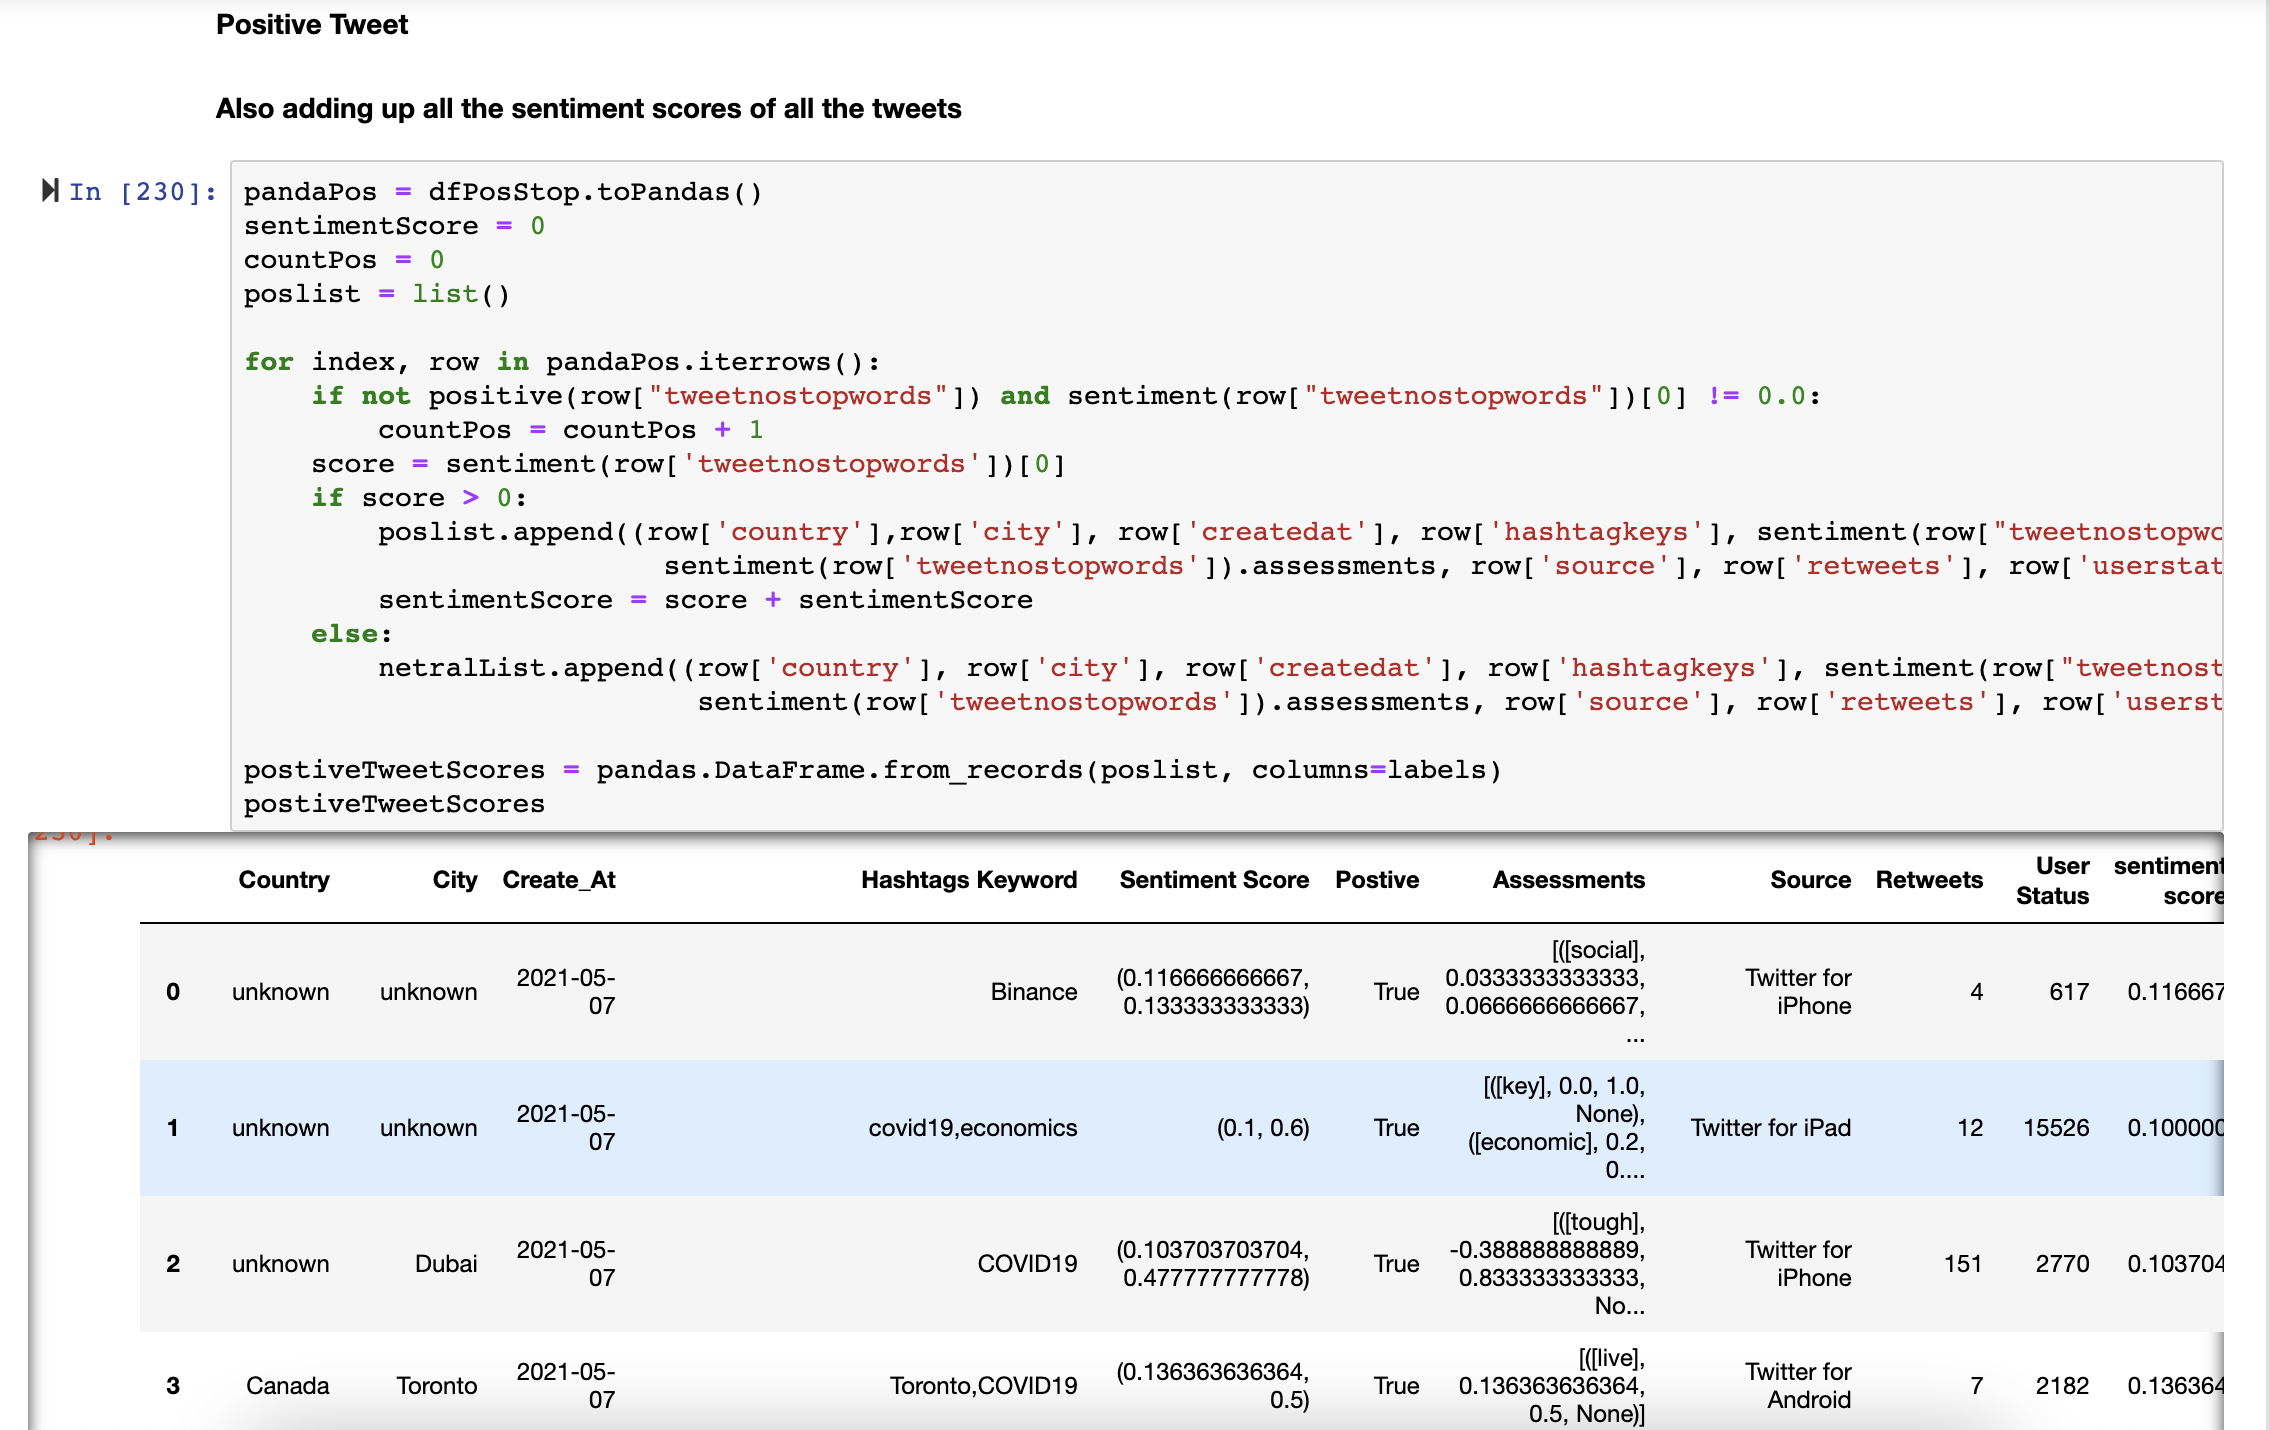 Positive Tweet
Also adding up all the sentiment scores of all the tweets
In [230]:
pandaPos = dfPosStop.toPandas()
sentimentScore = 0
countPos = 0
poslist = list()
for index, row in pandaPos.iterrows():
    if not positive(row["tweetnostopwords"]) and sentiment(row["tweetnostopwords"])[0] != 0.0:
        countPos = countPos + 1
    score = sentiment(row['tweetnostopwords'])[0]
    if score > 0:
        poslist.append((row['country'],row['city'], row['createdat'], row['hashtagkeys'], sentiment(row["tweetnostopwo
                         sentiment(row['tweetnostopwords']).assessments, row['source'], row['retweets'], row['userstat
        sentimentScore = score + sentimentScore
    else:
        netralList.append((row['country'], row['city'], row['createdat'], row['hashtagkeys'], sentiment(row["tweetnost
                           sentiment(row['tweetnostopwords']).assessments, row['source'], row['retweets'], row['userst
postiveTweetScores = pandas.DataFrame.from_records(poslist, columns=labels)
postiveTweetScores
230]:
Country City Create_At Hashtags Keyword Sentiment Score Postive Assessments Source Retweets User Status sentiment score
0 unknown unknown 2021-05-07 Binance (0.116666666667, 0.133333333333) True [([social], 0.0333333333333, 0.0666666666667, ... Twitter for iPhone 4 617 0.116667
1 unknown unknown 2021-05-07 covid19,economics (0.1, 0.6) True [([key], 0.0, 1.0, None), ([economic], 0.2, 0.... Twitter for iPad 12 15526 0.100000
2 unknown Dubai 2021-05-07 COVID19 (0.103703703704, 0.477777777778) True [([tough], -0.388888888889, 0.833333333333, No... Twitter for iPhone 151 2770 0.103704
3 Canada Toronto 2021-05-07 Toronto,COVID19 (0.136363636364, 0.5) True [([live], 0.136363636364, 0.5, None)] Twitter for Android 7 2182 0.136364